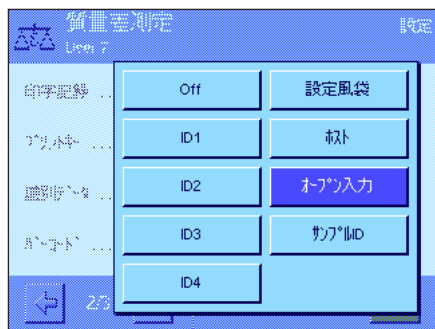 質量差測定
設定
User 7
印字記録 ...
Off
設定風袋
ﾌﾟﾘﾝﾄｷｰ ...
ID1
ﾎｽﾄ
識別ﾃﾞｰﾀ ...
ID2
ｵｰﾌﾟﾝ入力
ﾊﾞｰｺｰﾄﾞ ...
ID3
ｻﾝﾌﾟﾙID
ID4
2/3